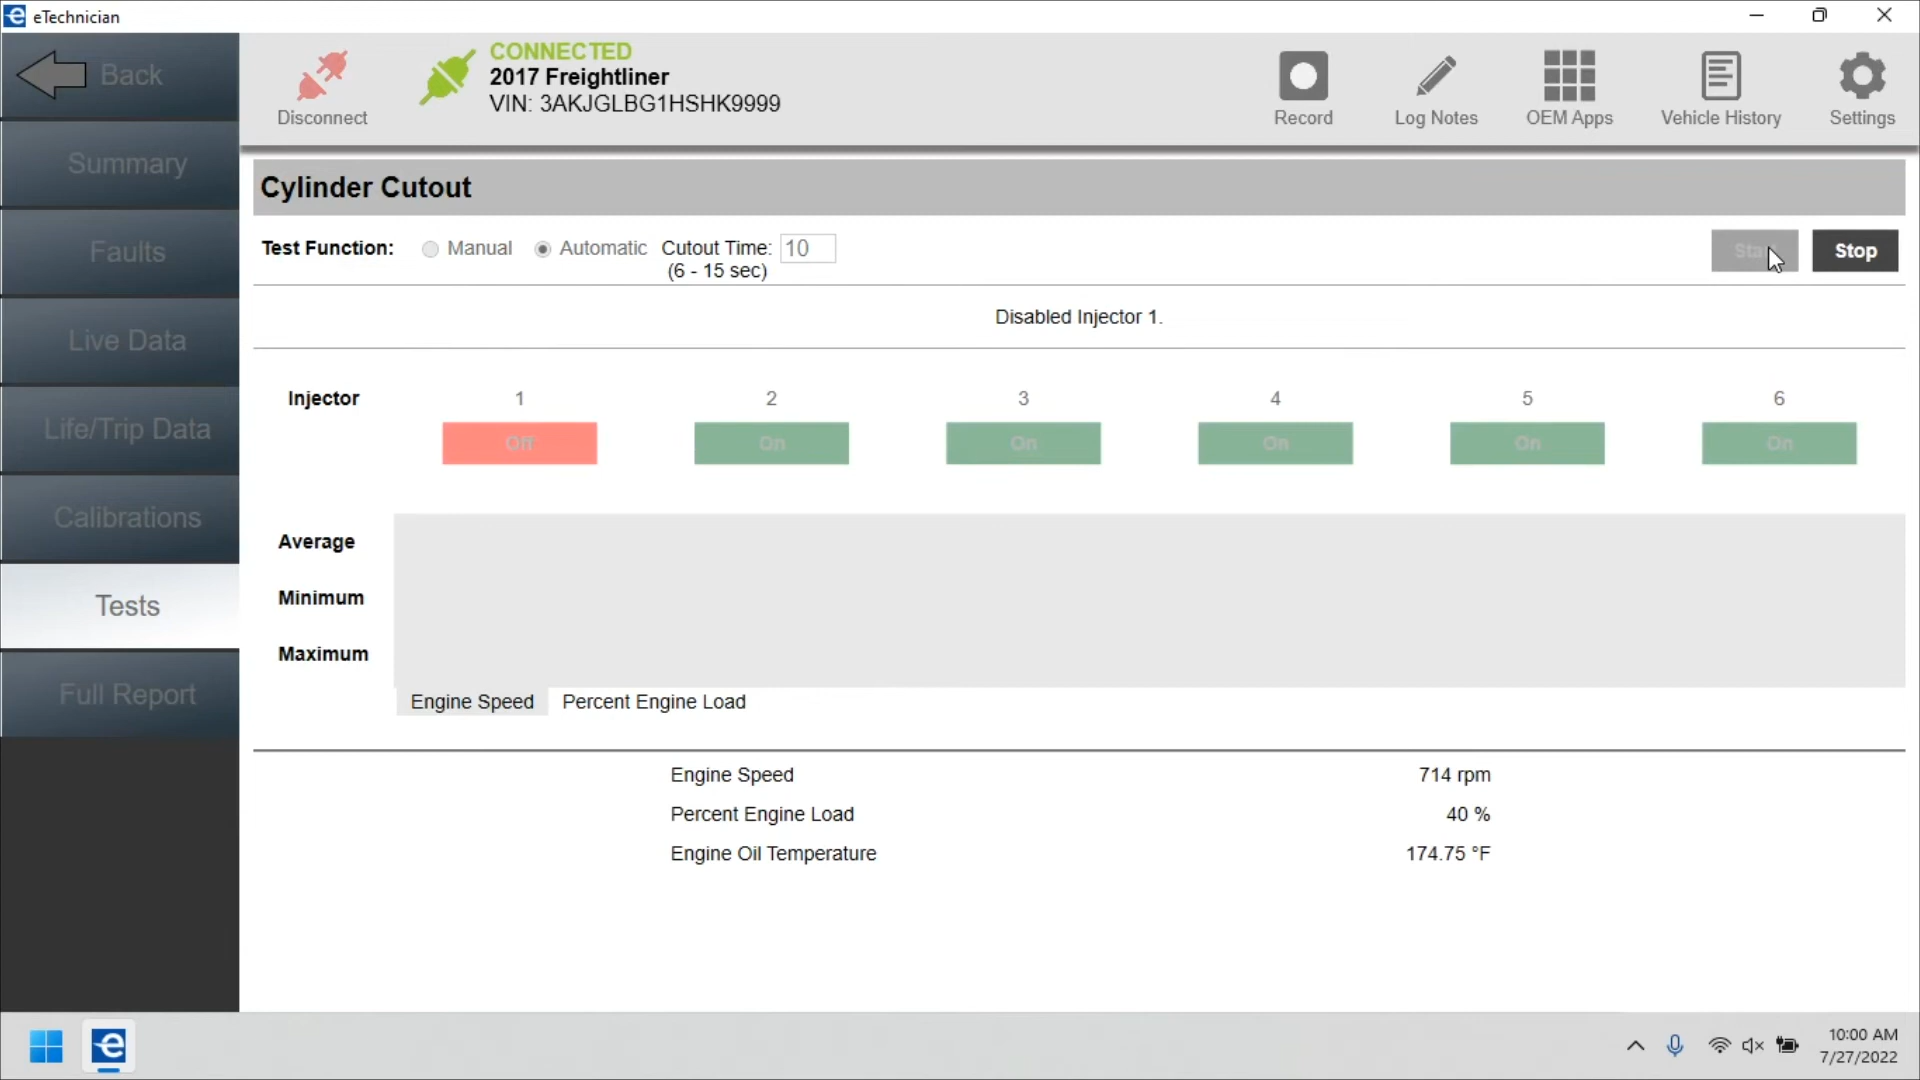 eTechnician
Back
Summary
Faults
Live Data
Life/Trip Data
Calibrations
Tests
Full Report
Disconnect
CONNECTED
2017 Freightliner
VIN: 3AKJGLBG1HSHK9999
Record
Log Notes
OEM Apps
Vehicle History
Settings
Cylinder Cutout
Test Function: Manual Automatic Cutout Time: 10
(6 - 15 sec)
Stop
Disabled Injector 1.
Injector 1 2 3 4 5 6
Off On On On On On
Average
Minimum
Maximum
Engine Speed Percent Engine Load
Engine Speed 714 rpm
Percent Engine Load 40 %
Engine Oil Temperature 174.75 °F
10:00 AM
7/27/2022